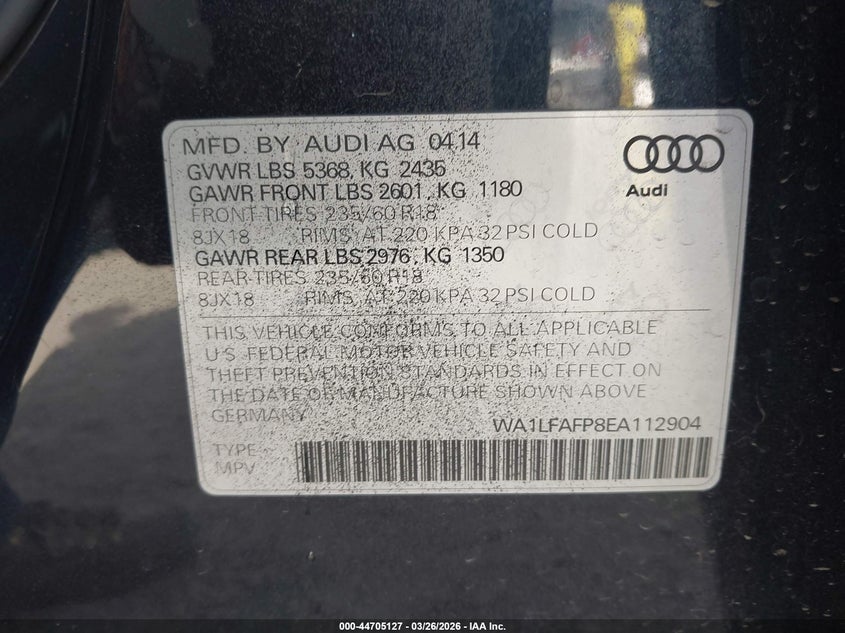 MFD. BY AUDI AG 04.14
GVWR LBS 5368, KG 2435
GAWR FRONT LBS 2601, KG 1180
FRONT TIRES 235/60 R18
8JX18 RIMS, AT 220 KPA 32 PSI COLD
GAWR REAR LBS 2976, KG 1350
REAR TIRES 235/60 R18
8JX18 RIMS, AT 220 KPA 32 PSI COLD
Audi
THIS VEHICLE CONFORMS TO ALL APPLICABLE
U.S. FEDERAL MOTOR VEHICLE SAFETY AND
THEFT PREVENTION STANDARDS IN EFFECT ON
THE DATE OF MANUFACTURE SHOWN ABOVE
GERMANY
WA1LFAFP8EA112904
TYPE
MPV
000-44705127 - 03/26/2026 - IAA Inc.